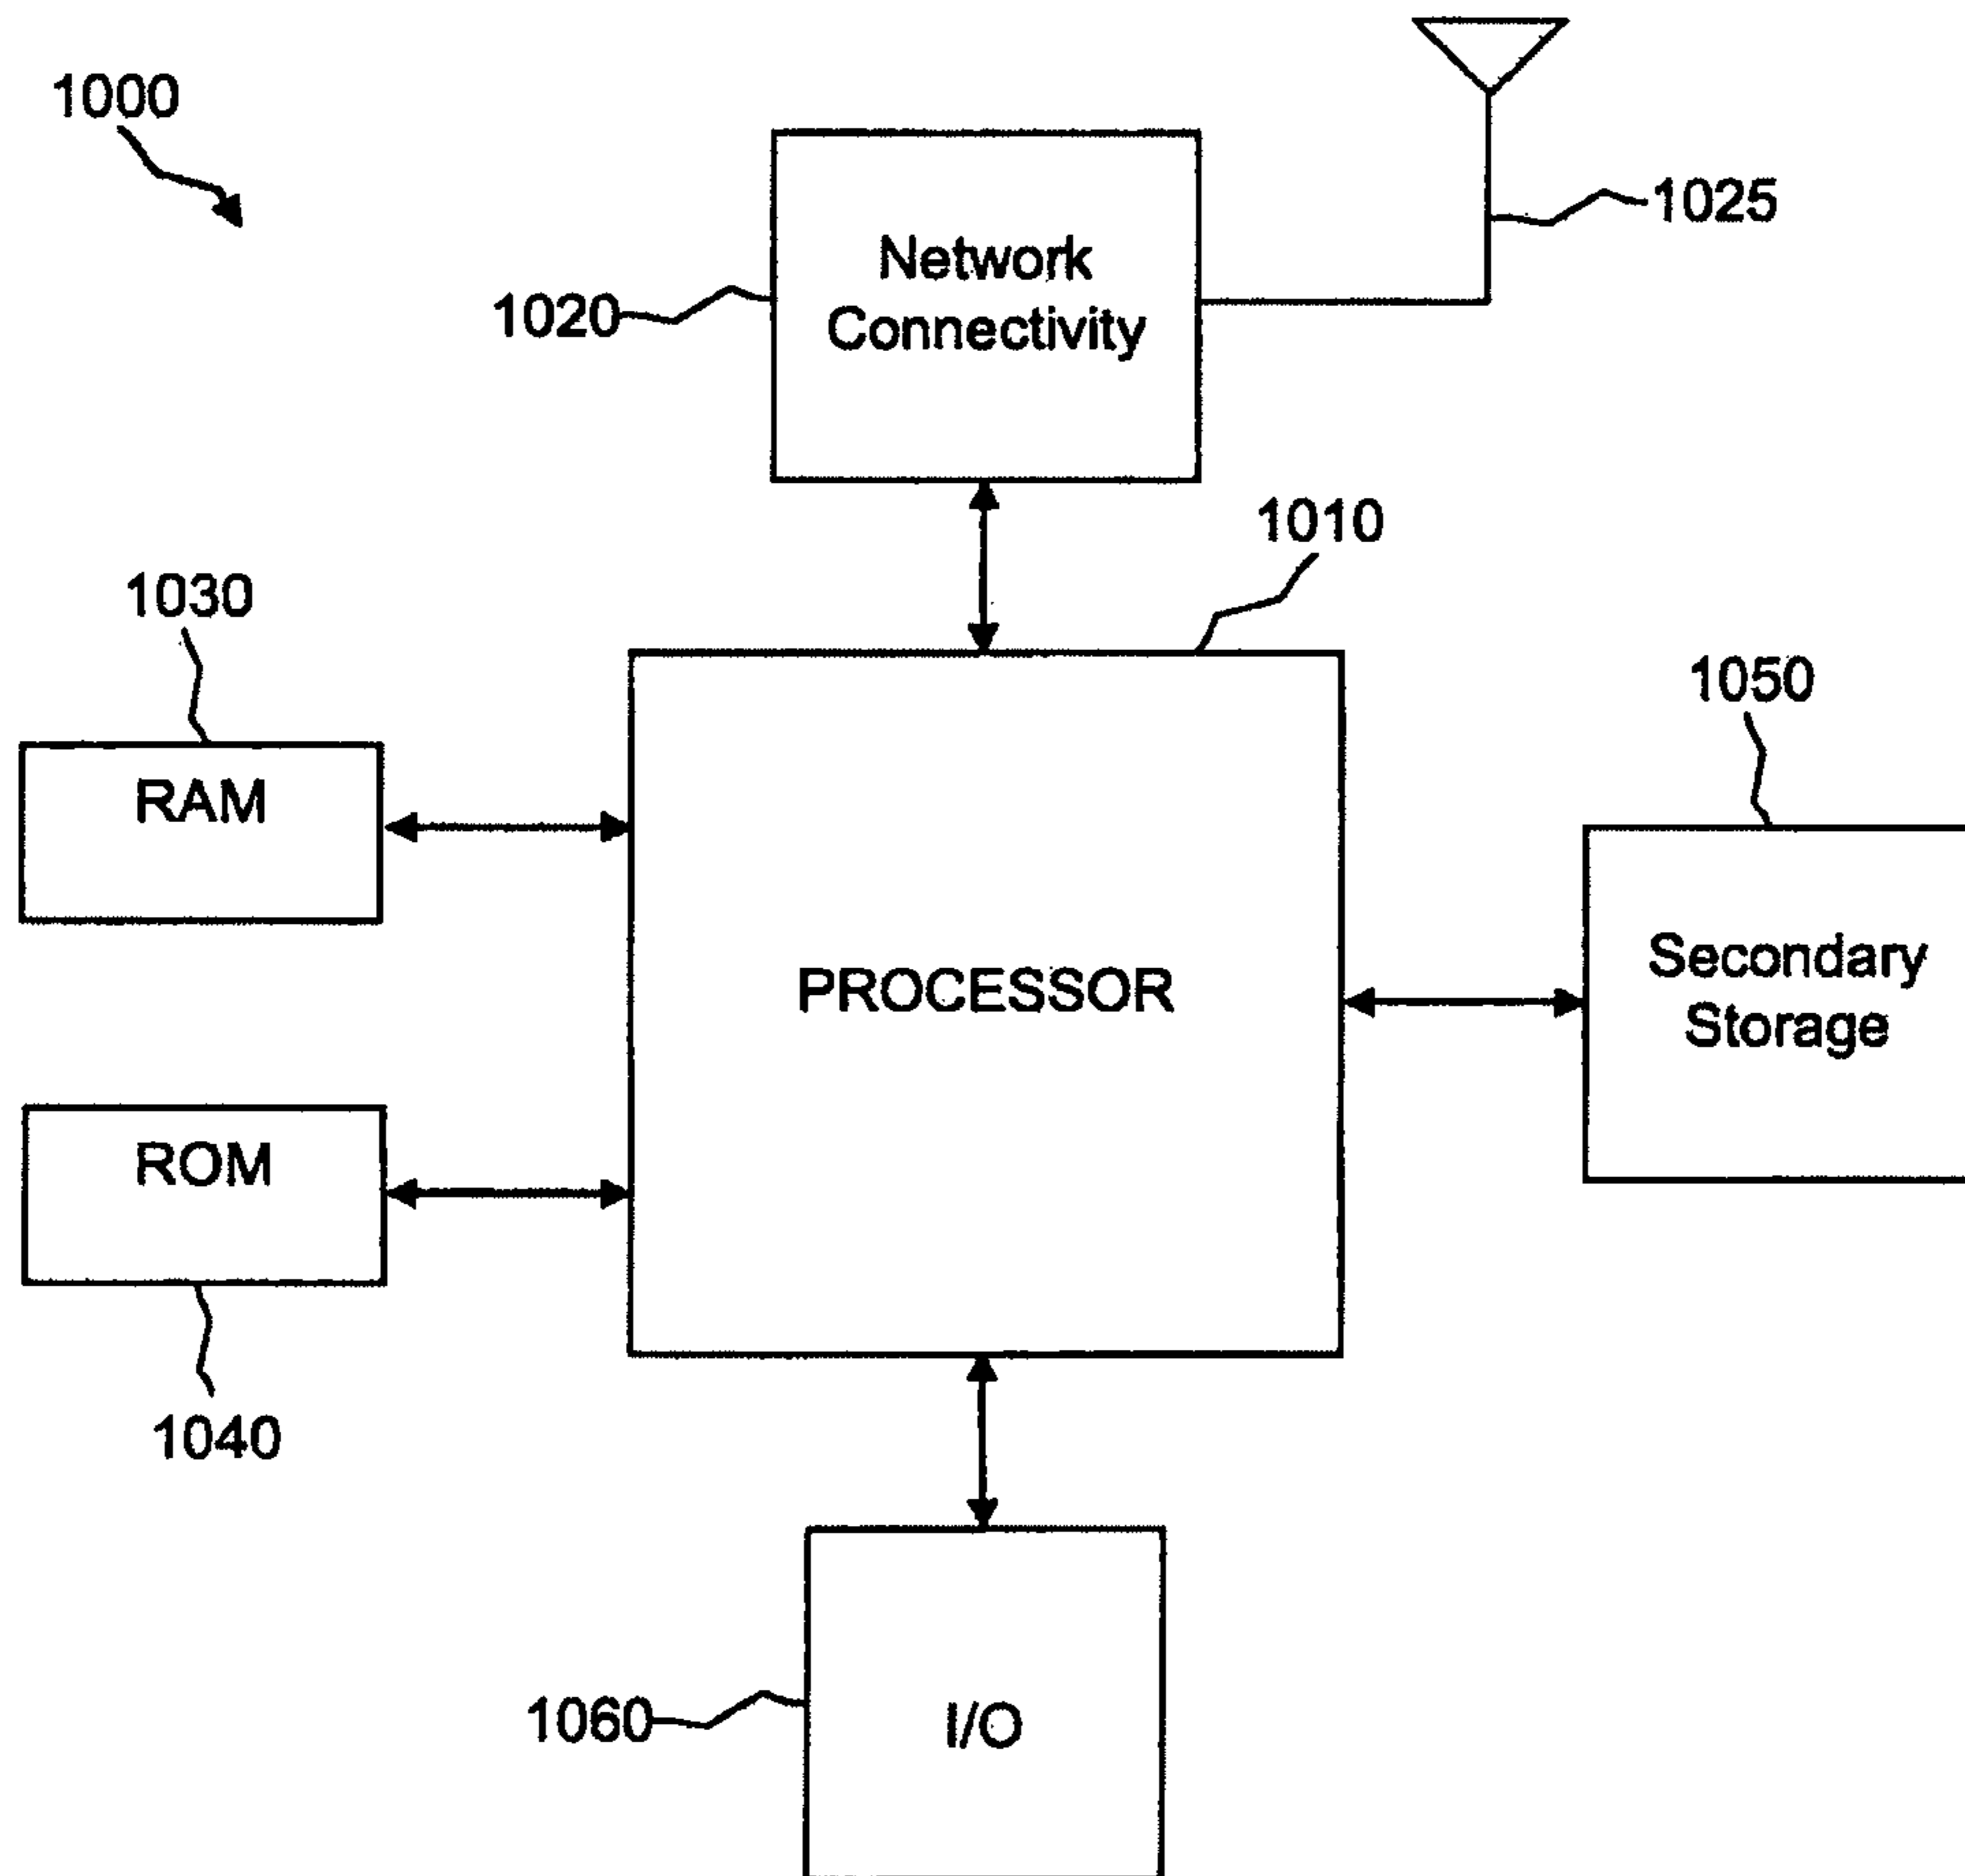 1000
1025
Network
Connectivity
1020
1010
1030
1050
RAM
Secondary
Storage
PROCESSOR
ROM
1040
1060
I/O